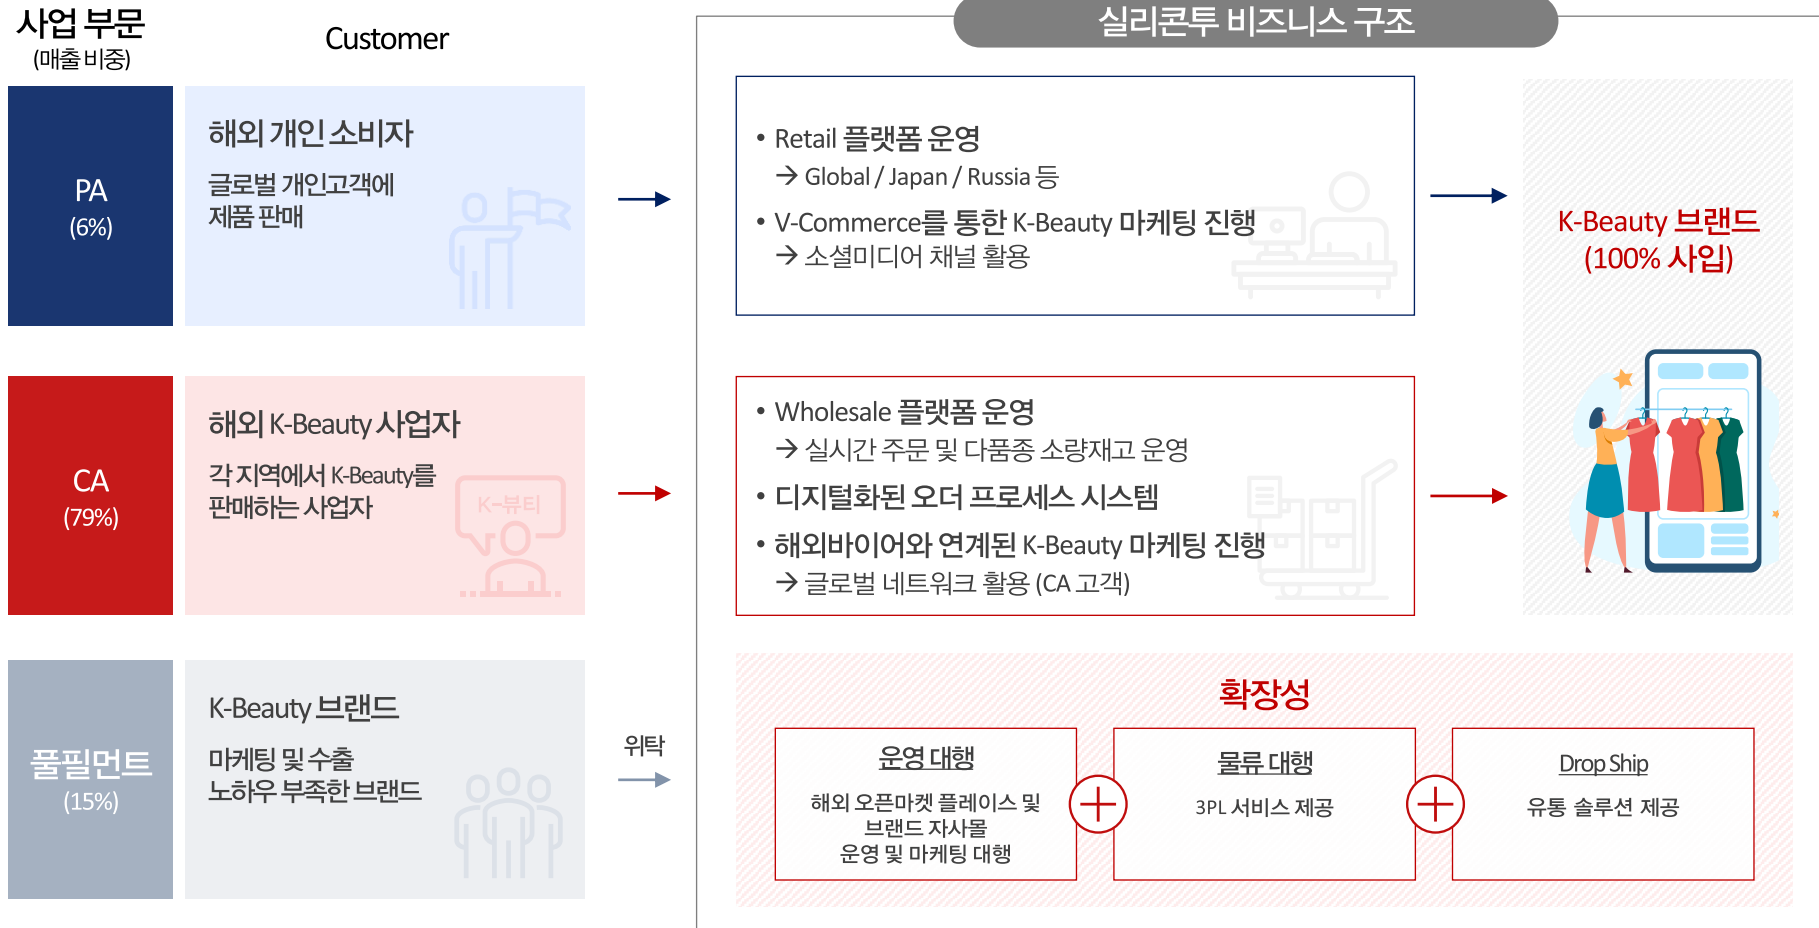 사업 부문
(매출 비중)
Customer
실리콘투 비즈니스 구조
PA
(6%)
해외 개인 소비자
글로벌 개인고객에
제품 판매
• Retail 플랫폼 운영
→ Global / Japan / Russia 등
• V-Commerce를 통한 K-Beauty 마케팅 진행
→ 소셜미디어 채널 활용
K-Beauty 브랜드
(100% 사입)
CA
(79%)
해외 K-Beauty 사업자
각 지역에서 K-Beauty를
판매하는 사업자
K-뷰티
• Wholesale 플랫폼 운영
→ 실시간 주문 및 다품종 소량재고 운영
• 디지털화된 오더 프로세스 시스템
• 해외바이어와 연계된 K-Beauty 마케팅 진행
→ 글로벌 네트워크 활용 (CA 고객)
풀필먼트
(15%)
K-Beauty 브랜드
마케팅 및 수출
노하우 부족한 브랜드
위탁
확장성
운영 대행
해외 오픈마켓 플레이스 및
브랜드 자사몰
운영 및 마케팅 대행
물류 대행
3PL 서비스 제공
Drop Ship
유통 솔루션 제공